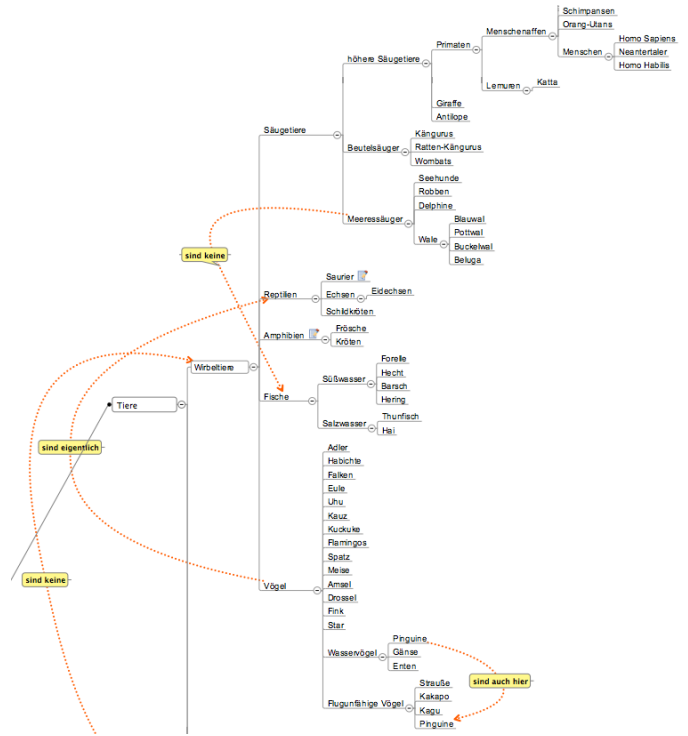 Schimpansen
Orang-Utans
Menschenaffen
Homo Sapiens
Primaten
Menschen
Neantertaler
höhere Säugetiere
Homo Habilis
Lemuren
Katta
Giraffe
Antilope
Säugetiere
Kängurus
Beutelsäuger
Ratten-Kängurus
Wombats
Seehunde
Robben
Delphine
Meeressäuger
Blauwal
Pottwal
Wale
Buckelwal
Beluga
sind keine
Saurier
Reptilien
Echsen
Eidechsen
Schildkröten
Amphibien
Frösche
Kröten
Wirbeltiere
Forelle
Süßwasser
Hecht
Barsch
Fische
Hering
Tiere
Thunfisch
Salzwasser
Hai
sind eigentlich
Adler
Habichte
Falken
Eule
Uhu
Kauz
Kuckuke
Flamingos
Spatz
Meise
sind keine
Vögel
Amsel
Drossel
Fink
Star
Pinguine
Wasservögel
Gänse
Enten
sind auch hier
Strauße
Kakapo
Flugunfähige Vögel
Kagu
Pinguine